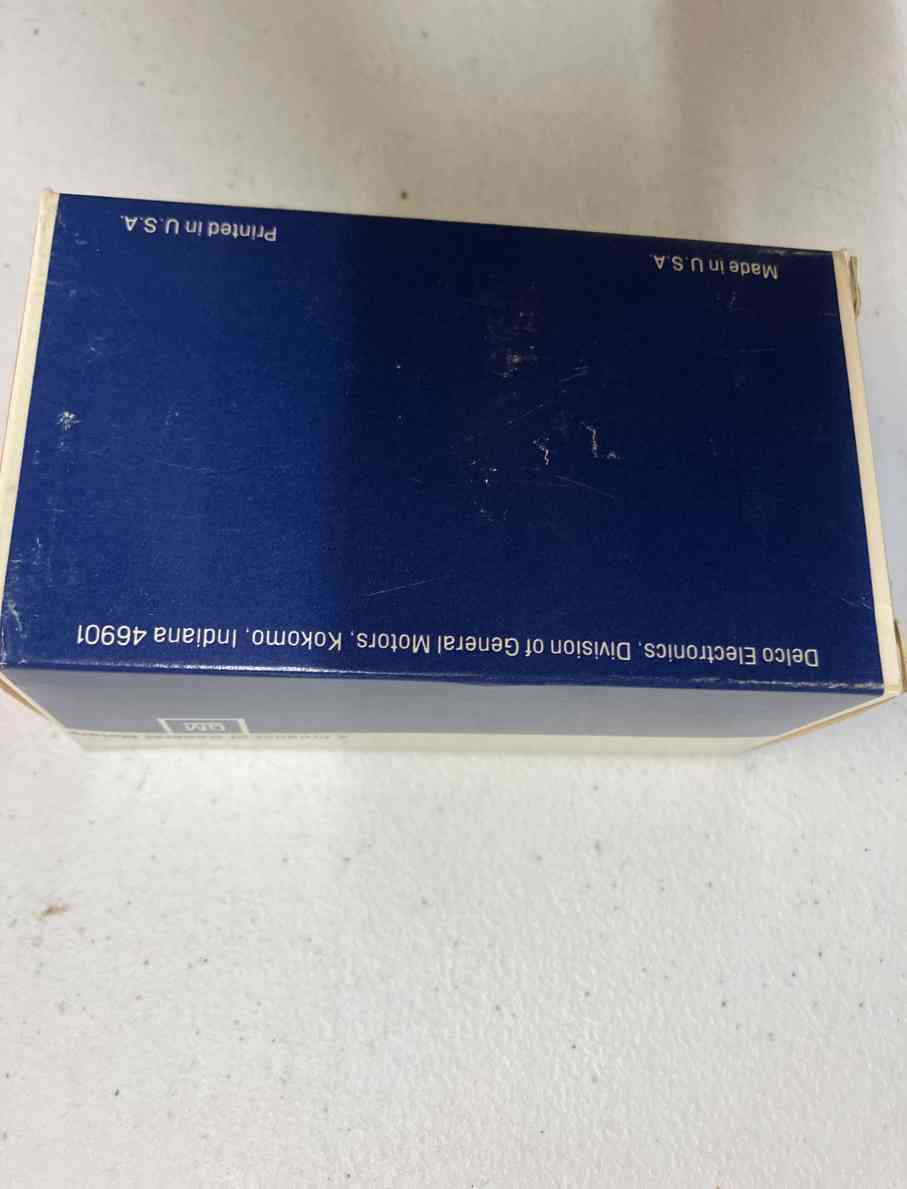 Delco Electronics, Division of General Motors, Kokomo, Indiana 46901
Made in U.S.A.
Printed in U.S.A.
GM